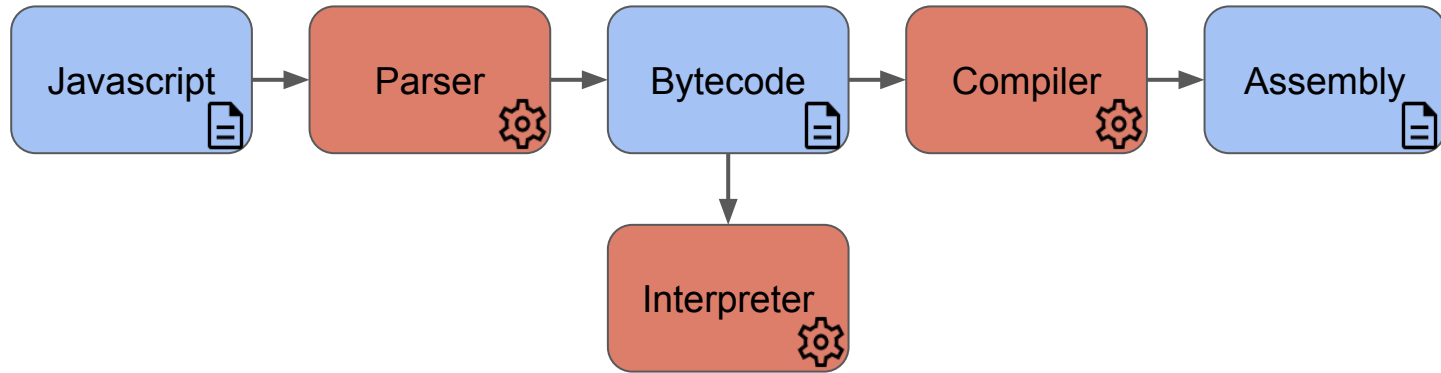 Javascript
Parser
Bytecode
Compiler
Assembly
Interpreter